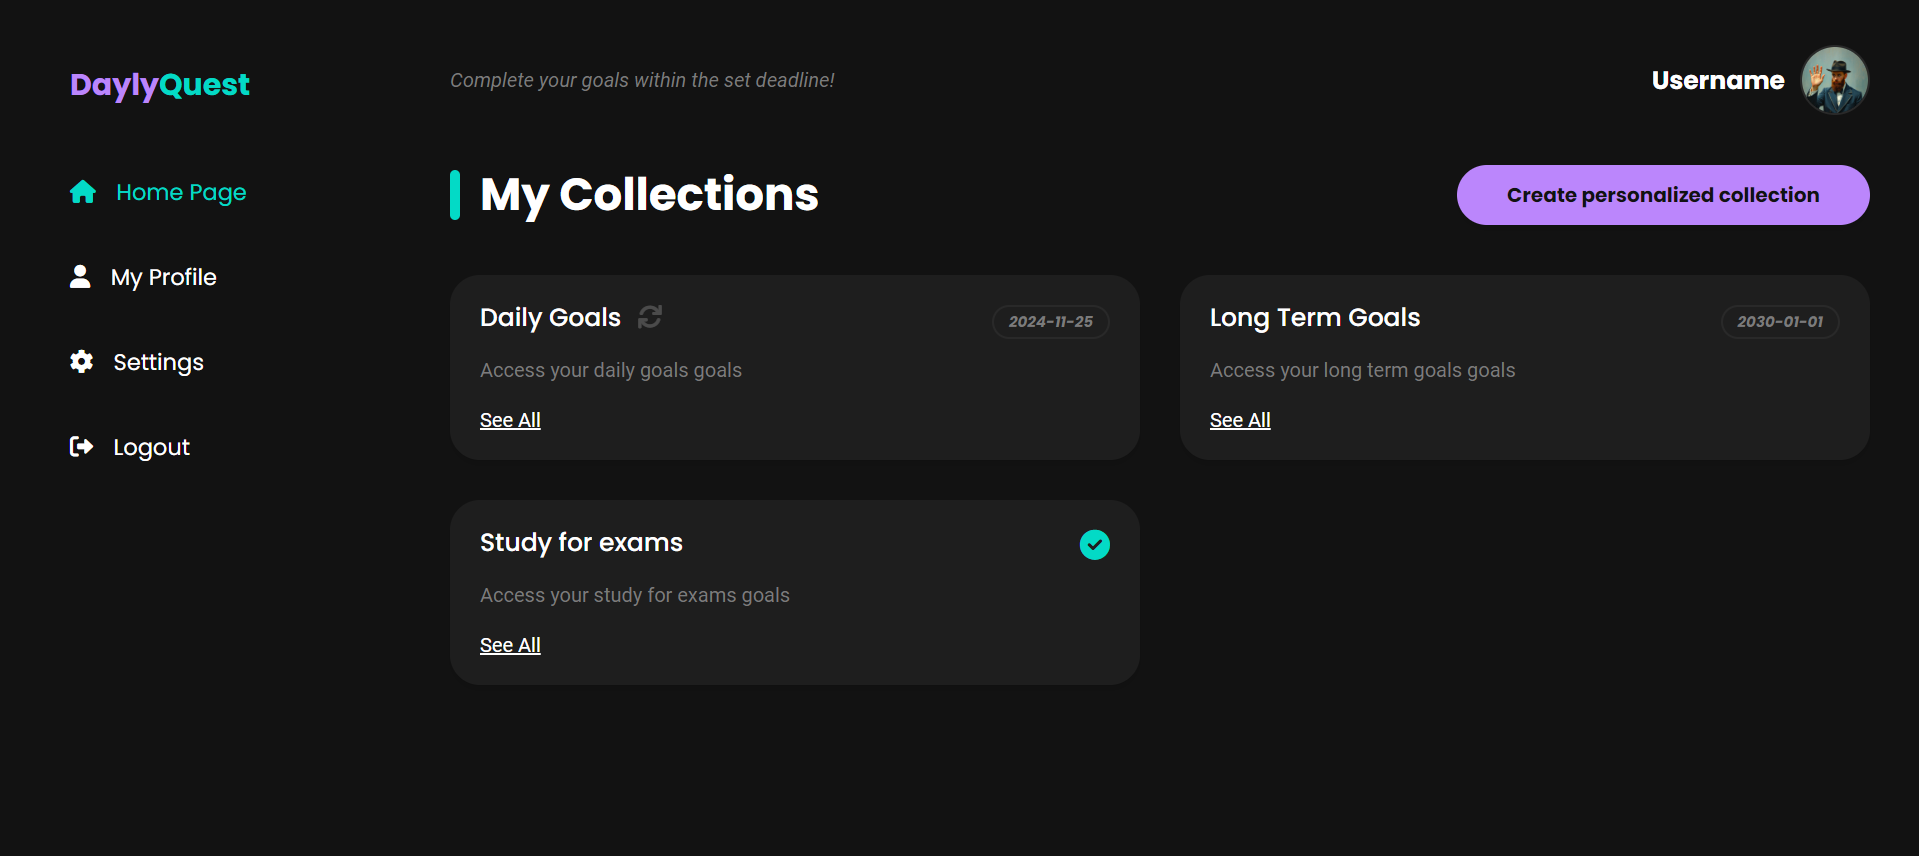 DaylyQuest
Complete your goals within the set deadline!
Username
Home Page
My Profile
Settings
Logout
My Collections
Create personalized collection
Daily Goals
2024-11-25
Access your daily goals goals
See All
Long Term Goals
2030-01-01
Access your long term goals goals
See All
Study for exams
Access your study for exams goals
See All